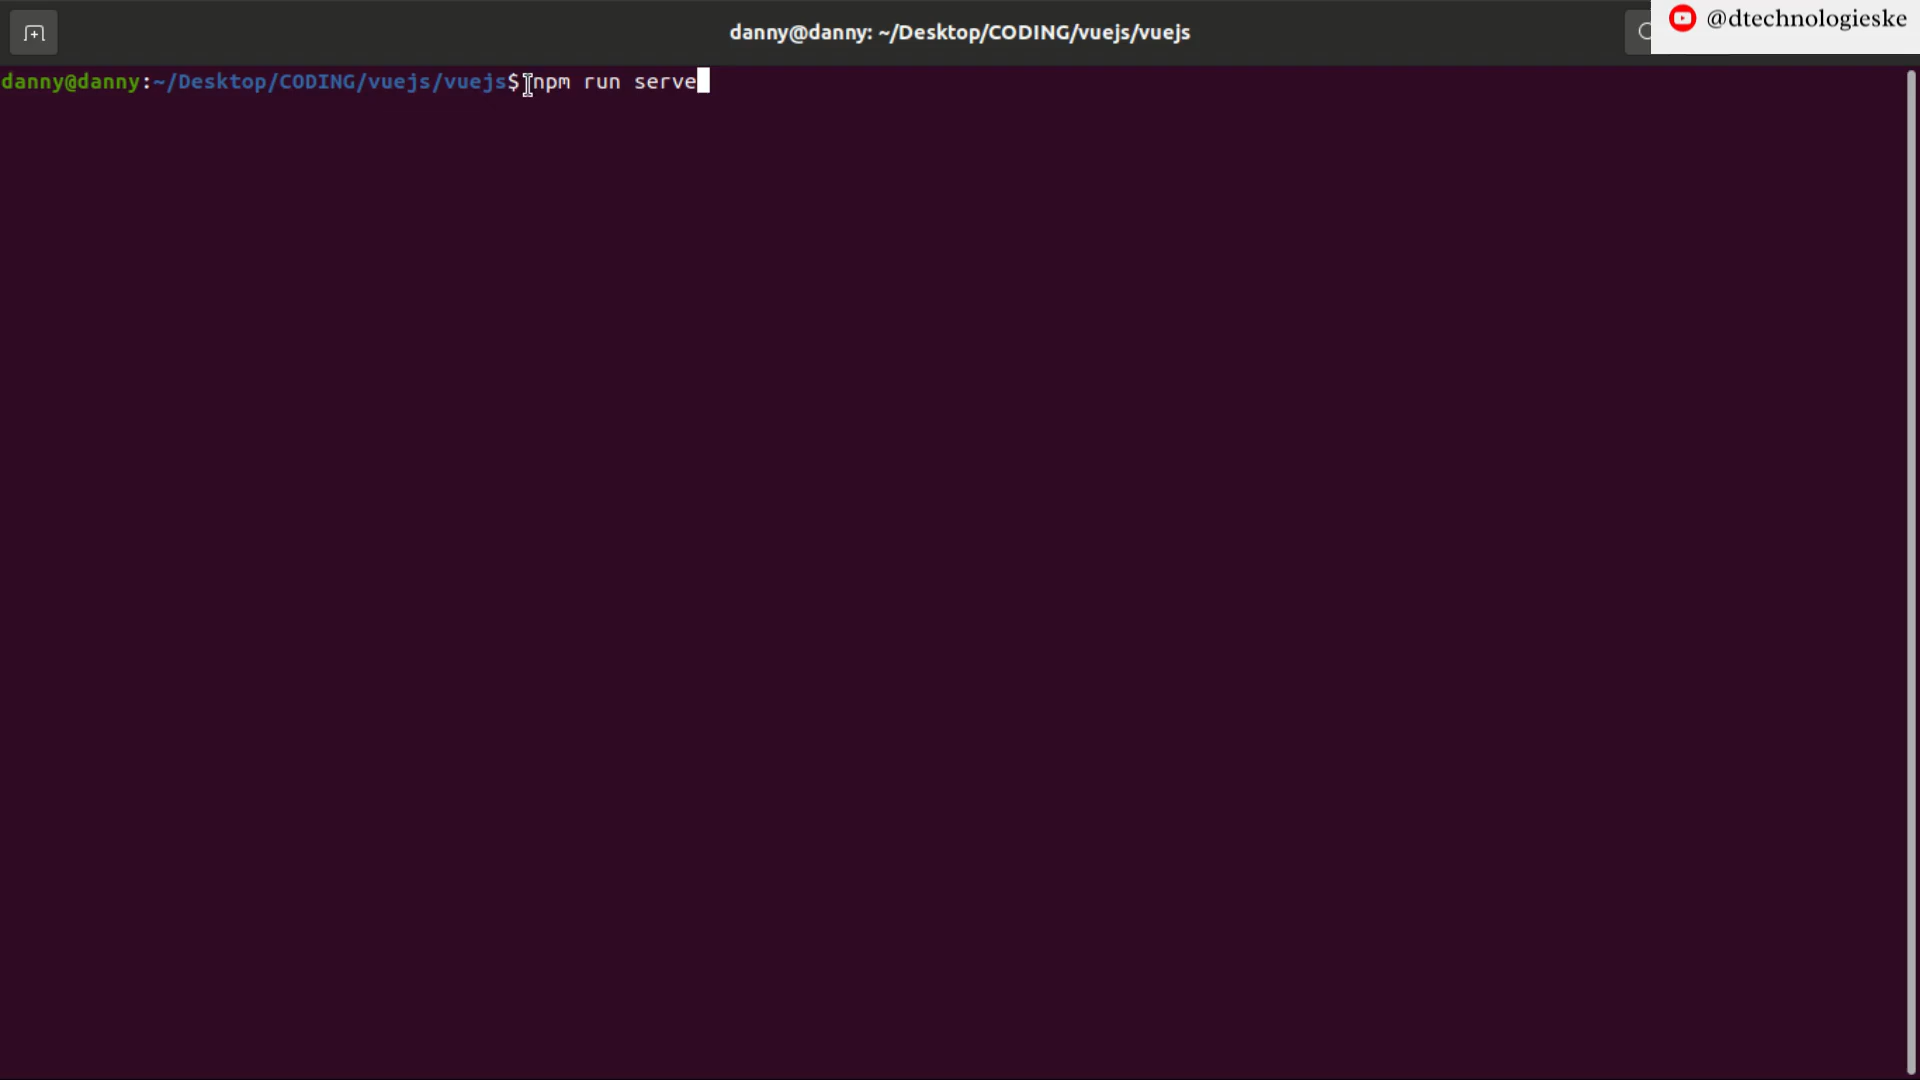 danny@danny: ~/Desktop/CODING/vuejs/vuejs
@dtechnologieske
danny@danny:~/Desktop/CODING/vuejs/vuejs$ npm run serve